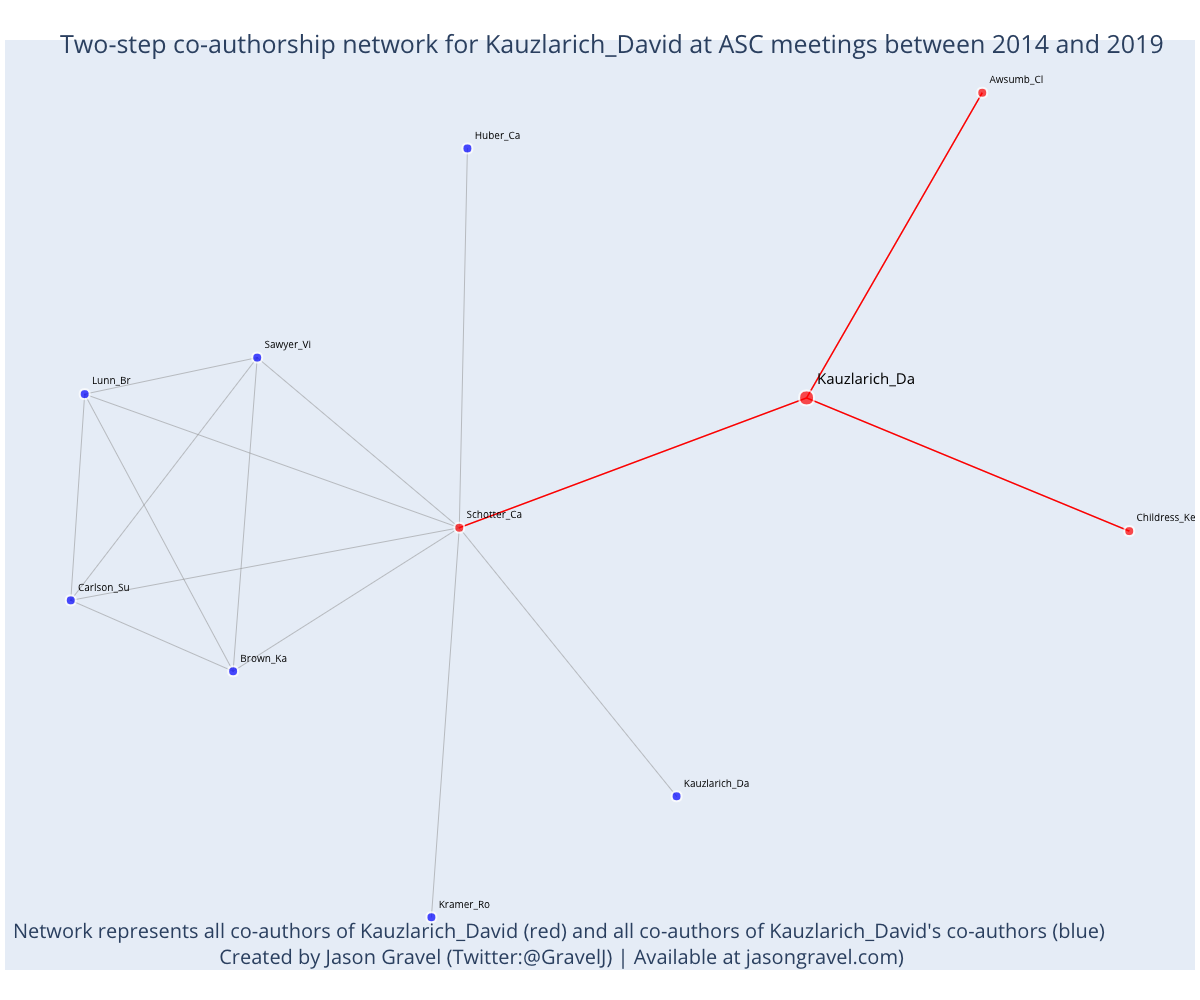 Two-step co-authorship network for Kauzlarich_David at ASC meetings between 2014 and 2019
Awsumb_Cl
Huber_Ca
Sawyer_Vi
Lunn_Br
Kauzlarich_Da
Schotter_Ca
Childress_Ke
Carlson_Su
Brown_Ka
Kauzlarich_Da
Kramer_Ro
Network represents all co-authors of Kauzlarich_David (red) and all co-authors of Kauzlarich_David's co-authors (blue)
Created by Jason Gravel (Twitter:@GravelJ) | Available at jasongravel.com)